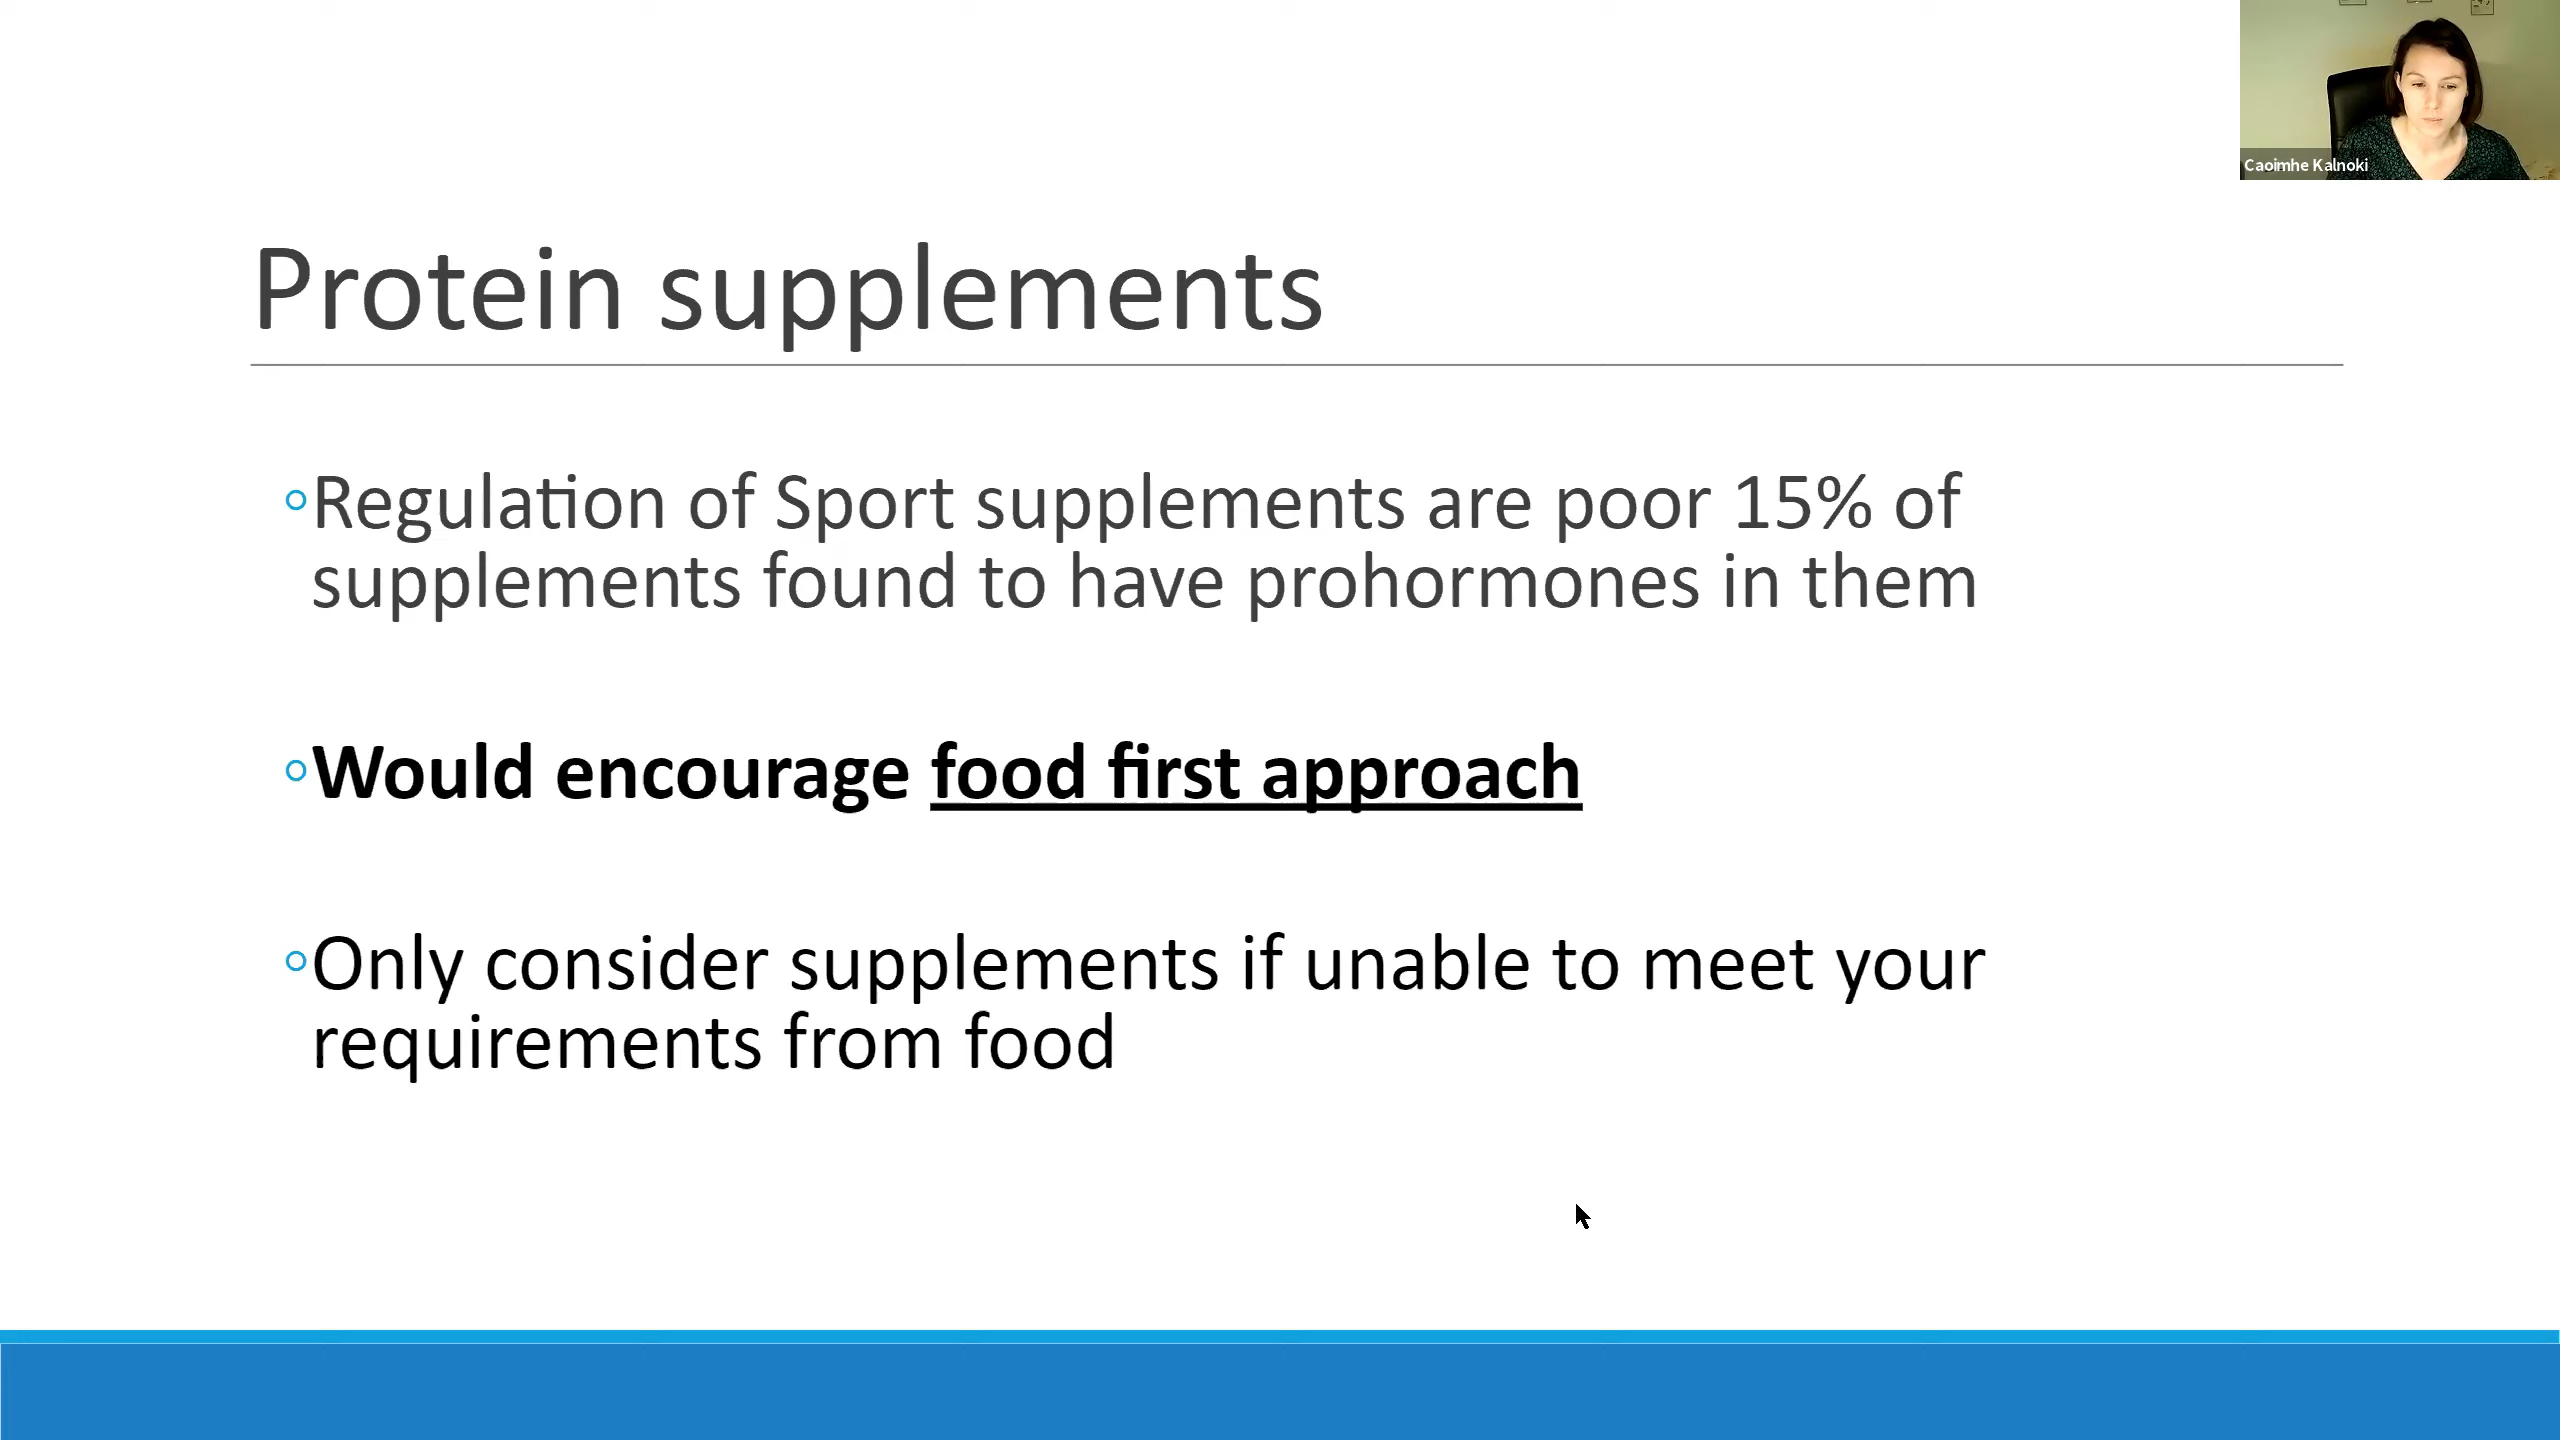 Caoimhe Kalnoki
Protein supplements
Regulation of Sport supplements are poor 15% of
supplements found to have prohormones in them
Would encourage food first approach
Only consider supplements if unable to meet your
requirements from food